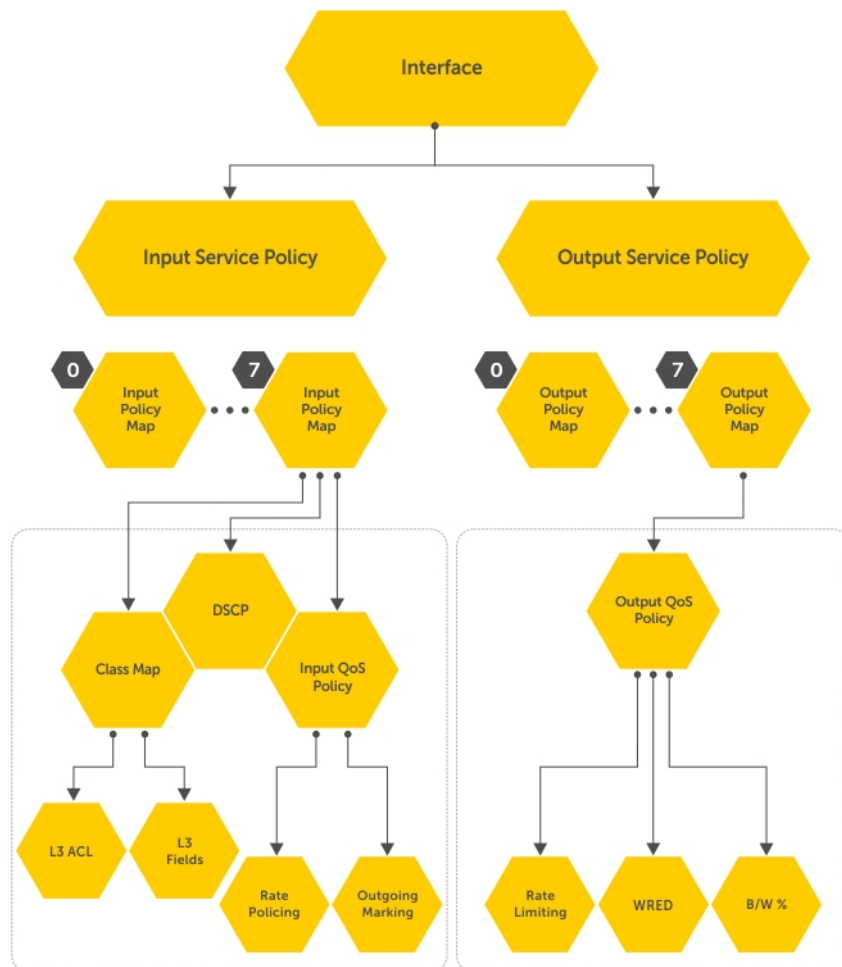 Interface
Input Service Policy
Output Service Policy
0
Input
Policy
Map
7
Input
Policy
Map
0
Output
Policy
Map
7
Output
Policy
Map
DSCP
Class Map
Input QoS
Policy
Output QoS
Policy
L3 ACL
L3
Fields
Rate
Policing
Outgoing
Marking
Rate
Limiting
WRED
B/W %